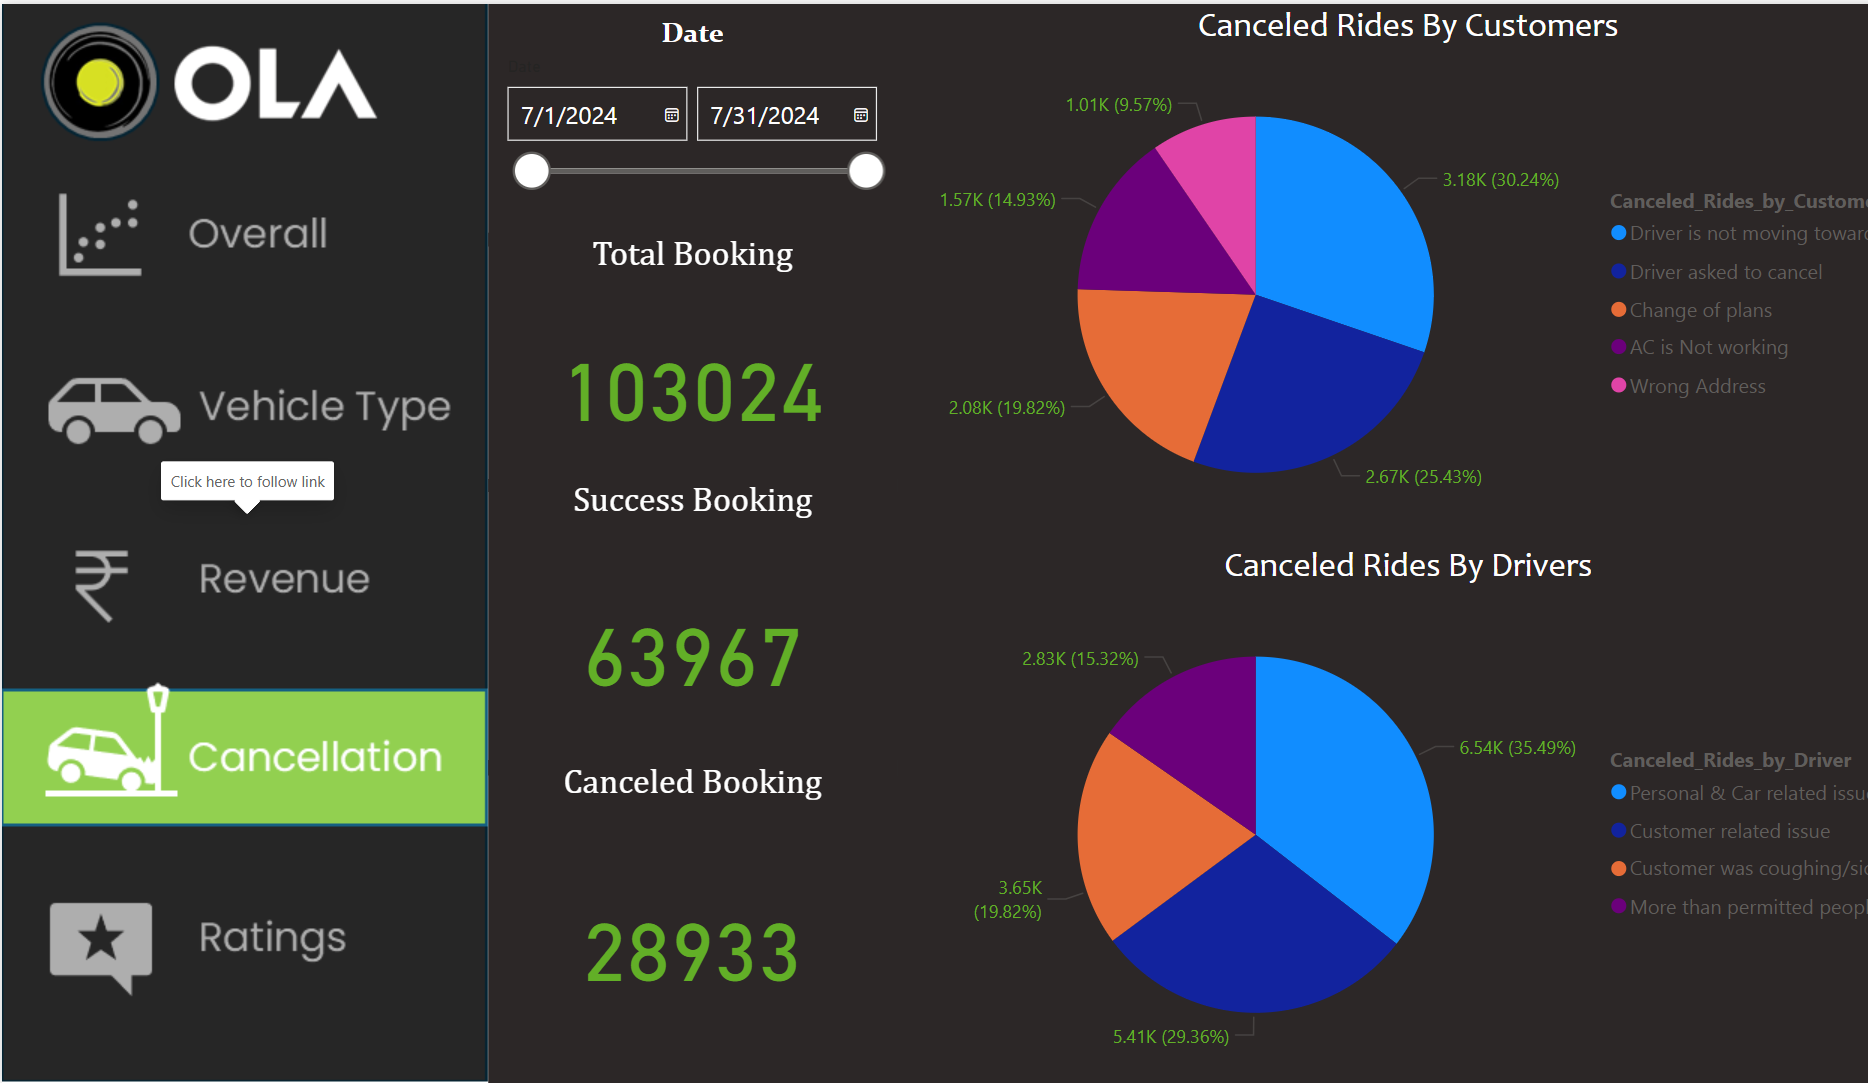 OLA
Overall
Vehicle Type
Click here to follow link
Revenue
Cancellation
Ratings
Date
Date
7/1/2024
7/31/2024
Total Booking
103024
Success Booking
63967
Canceled Booking
28933
Canceled Rides By Customers
1.01K (9.57%)
3.18K (30.24%)
1.57K (14.93%)
2.08K (19.82%)
2.67K (25.43%)
Canceled_Rides_by_Custome
Driver is not moving towar
Driver asked to cancel
Change of plans
AC is Not working
Wrong Address
Canceled Rides By Drivers
2.83K (15.32%)
6.54K (35.49%)
3.65K
(19.82%)
5.41K (29.36%)
Canceled_Rides_by_Driver
Personal & Car related issu
Customer related issue
Customer was coughing/sic
More than permitted peopl